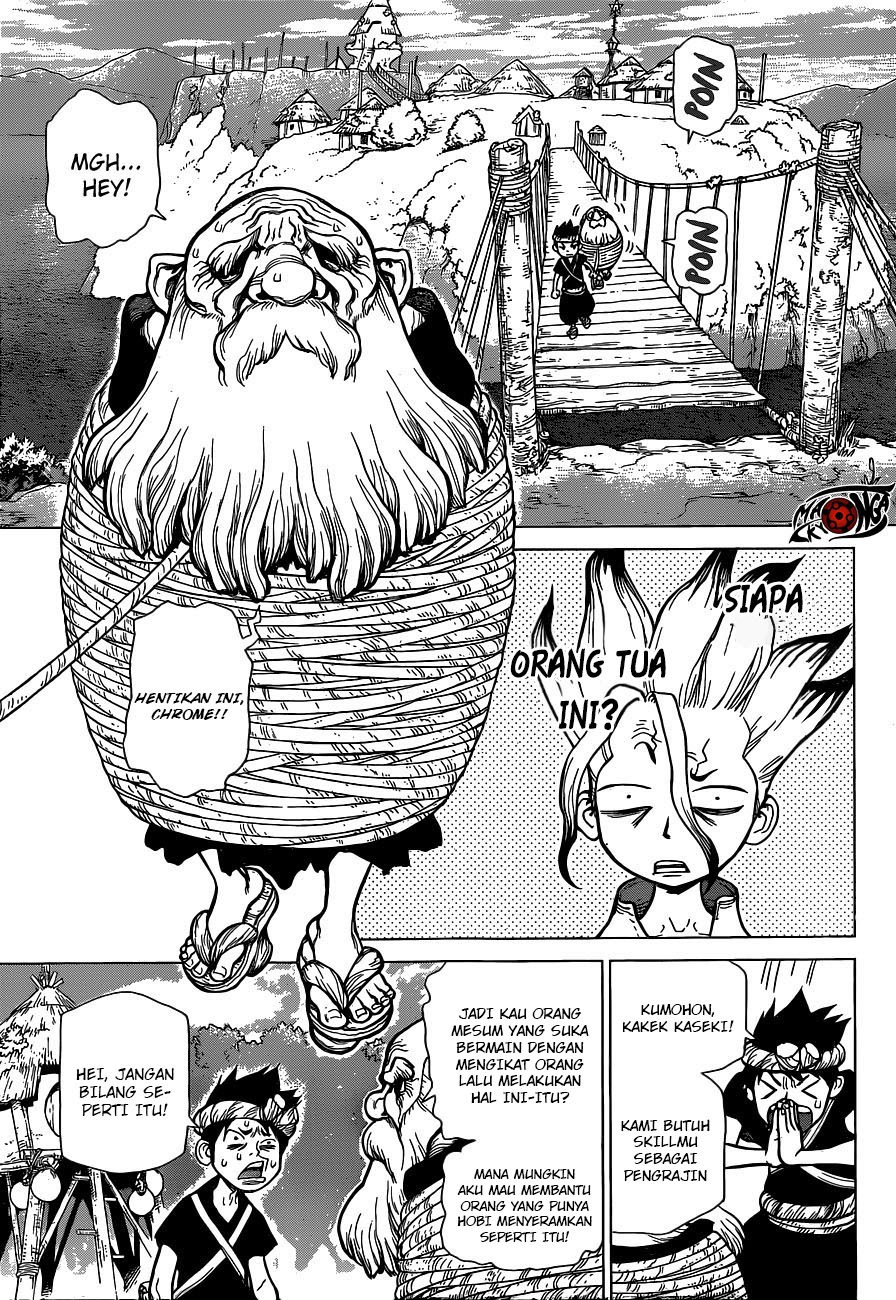 POIN
POIN
MGH...
HEY!
MANGAKYO
HENTIKAN INI,
CHROME!!
SIAPA
ORANG TUA
INI?
KUMOHON,
KAKEK KASEKI!
KAMI BUTUH
SKILLMU
SEBAGAI
PENGRAJIN
JADI KAU ORANG
MESUM YANG SUKA
BERMAIN DENGAN
MENGIKAT ORANG
LALU MELAKUKAN
HAL INI-ITU?
MANA MUNGKIN
AKU MAU MEMBANTU
ORANG YANG PUNYA
HOBI MENYERAMKAN
SEPERTI ITU!
HEI, JANGAN
BILANG SE-
PERTI ITU!